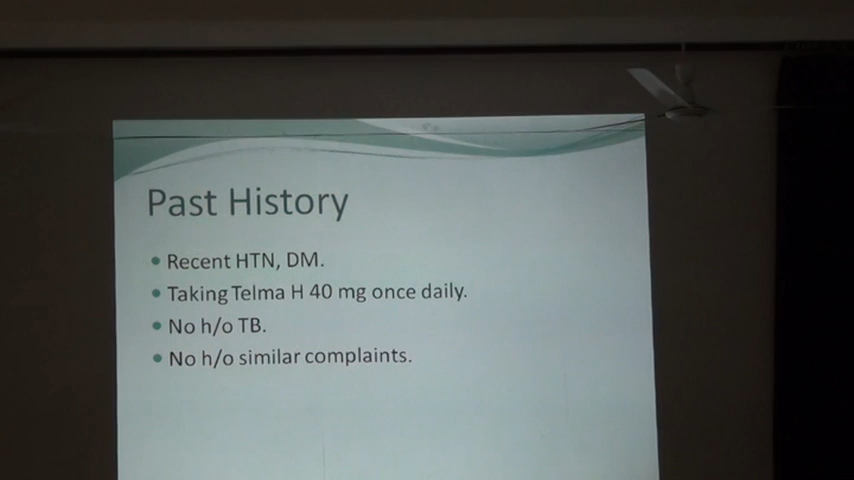 Past History
• Recent HTN, DM.
• Taking Telma H 40 mg once daily.
• No h/o TB.
• No h/o similar complaints.